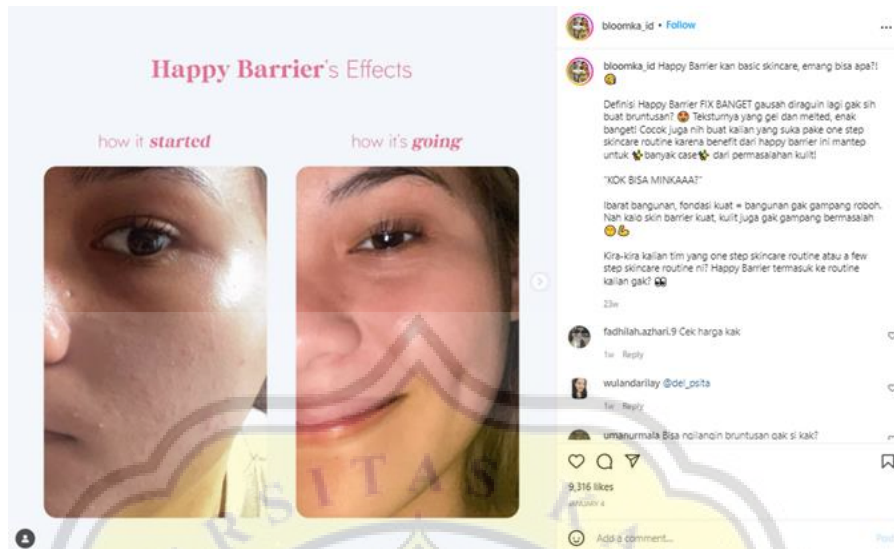 Happy Barrier's Effects
how it started
how it's going
bloomka_id • Follow
bloomka_id Happy Barrier kan basic skincare, emang bisa apa?!
Definisi Happy Barrier FIX BANGET gausah diraguin lagi gak sih
buat bruntusan? Teksturnya yang gel dan melted, enak
banget! Cocok juga nih buat kalian yang suka pake one step
skincare routine karena benefit dari happy barrier ini mantep
untuk banyak case dari permasalahan kulit!
"KOK BISA MINKAAA?"
Ibarat bangunan, fondasi kuat = bangunan gak gampang roboh.
Nah kalo skin barrier kuat, kulit juga gak gampang bermasalah
Kira-kira kalian tim yang one step skincare routine atau a few
step skincare routine ni? Happy Barrier termasuk ke routine
kalian gak?
23w
fadhilah.azhari.9 Cek harga kak
1w Reply
wulandarilay @del_psita
1w Reply
umanurmala Bisa ngilangin bruntusan gak si kak?
9,316 likes
JANUARY 4
Add a comment...
Post
RSITAS K